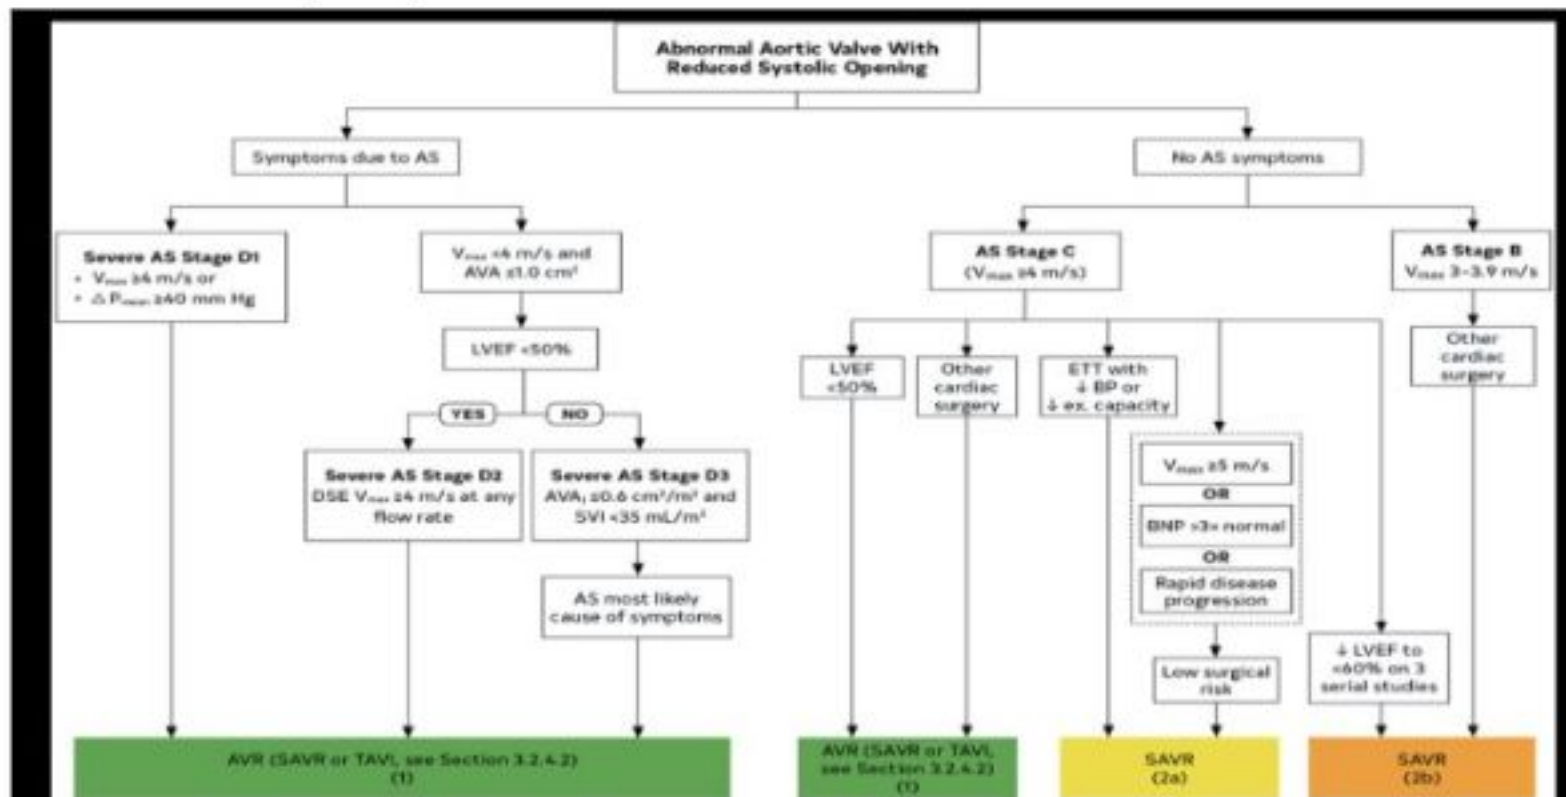 Abnormal Aortic Valve With
Reduced Systolic Opening
Symptoms due to AS
No AS symptoms
Severe AS Stage D1
• Vmax ≥4 m/s or
• △ Pmean ≥40 mm Hg
Vmax <4 m/s and
AVA ≤1.0 cm²
AS Stage C
(Vmax ≥4 m/s)
AS Stage B
Vmax 3-3.9 m/s
LVEF <50%
LVEF
<50%
Other
cardiac
surgery
ETT with
↓ BP or
↓ ex. capacity
Other
cardiac
surgery
YES
NO
Severe AS Stage D2
DSE Vmax ≥4 m/s at any
flow rate
Severe AS Stage D3
AVAi ≤0.6 cm²/m² and
SVI <35 mL/m²
Vmax ≥5 m/s
OR
BNP >3× normal
OR
Rapid disease
progression
AS most likely
cause of symptoms
Low surgical
risk
↓ LVEF to
<60% on 3
serial studies
AVR (SAVR or TAVI, see Section 3.2.4.2)
(1)
AVR (SAVR or TAVI,
see Section 3.2.4.2)
(1)
SAVR
(2a)
SAVR
(2b)